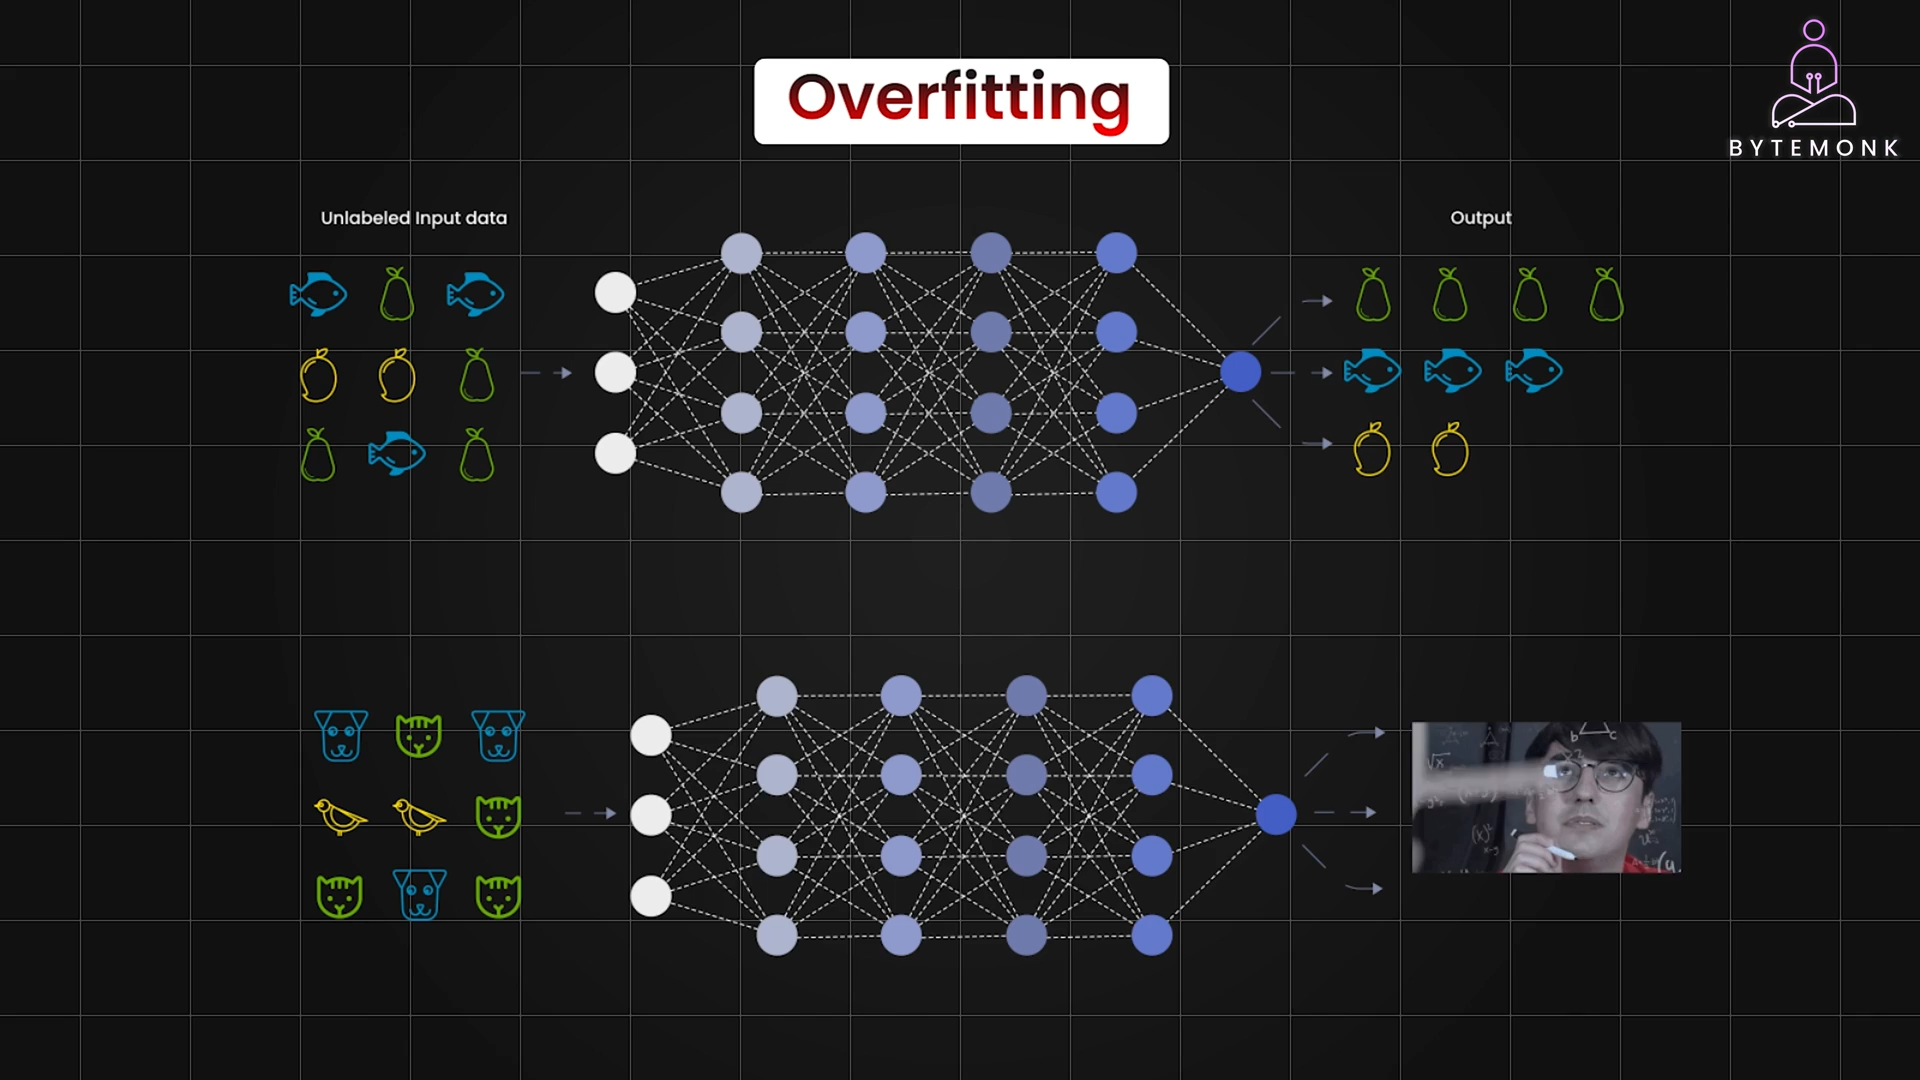 Overfitting
BYTEMONK
Unlabeled Input data
Output
b
c
√x